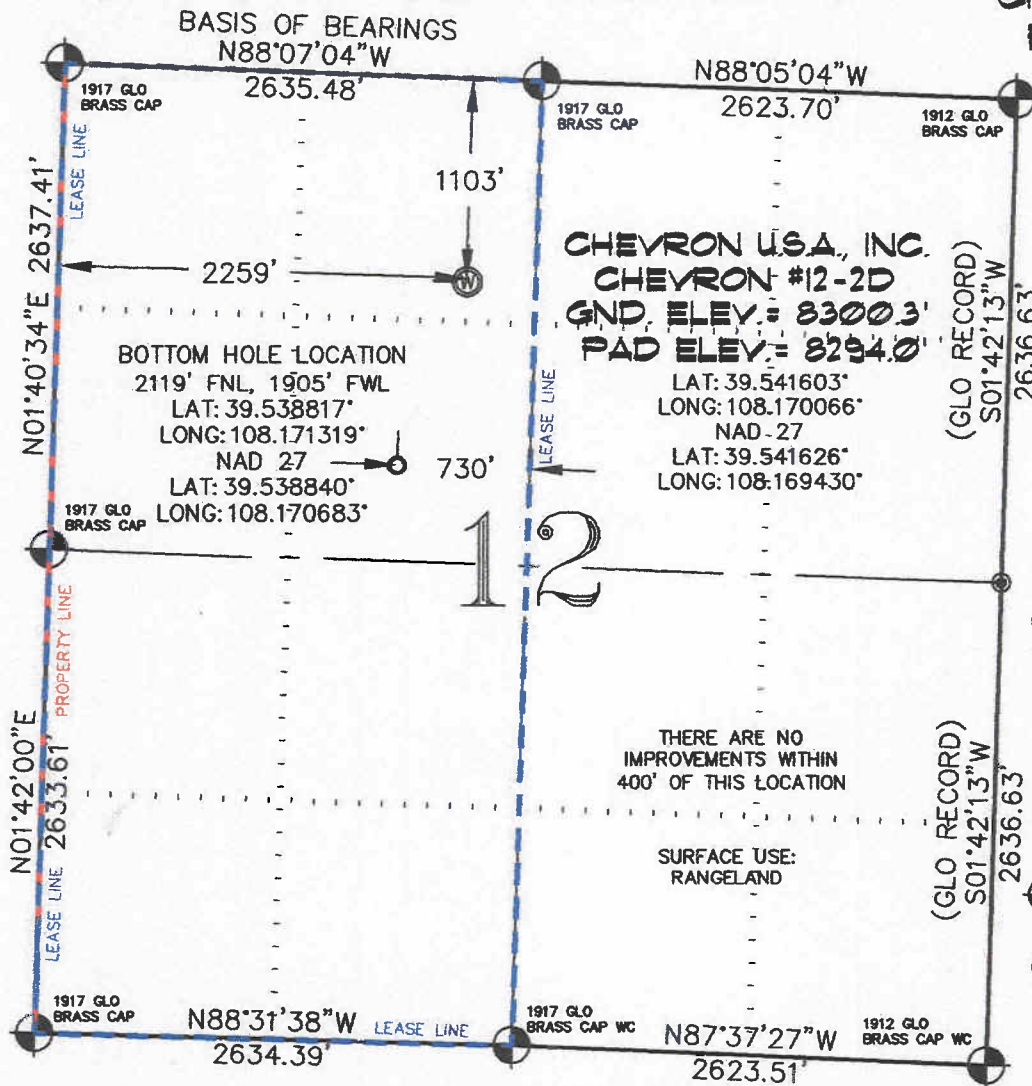 BASIS OF BEARINGS
N88°07'04"W
2635.48'
N88°05'04"W
2623.70'
1917 GLO
BRASS CAP
1917 GLO
BRASS CAP
1912 GLO
BRASS CAP
LEASE LINE
N01°40'34"E 2637.41'
1103'
2259'
W
CHEVRON U.S.A., INC.
CHEVRON #12-2D
GND. ELEV.= 8300.3'
PAD ELEV.= 8294.0'
LAT: 39.541603°
LONG: 108.170066°
NAD 27
LAT: 39.541626°
LONG: 108.169430°
(GLO RECORD)
S01°42'13"W
2636.63'
BOTTOM HOLE LOCATION
2119' FNL, 1905' FWL
LAT: 39.538817°
LONG: 108.171319°
NAD 27
LAT: 39.538840°
LONG: 108.170683°
730'
LEASE LINE
1917 GLO
BRASS CAP
12
PROPERTY LINE
N01°42'00"E
2633.61'
LEASE LINE
THERE ARE NO
IMPROVEMENTS WITHIN
400' OF THIS LOCATION
SURFACE USE:
RANGELAND
(GLO RECORD)
S01°42'13"W
2636.63'
1917 GLO
BRASS CAP
N88°31'38"W
LEASE LINE
2634.39'
1917 GLO
BRASS CAP WC
N87°37'27"W
2623.51'
1912 GLO
BRASS CAP WC